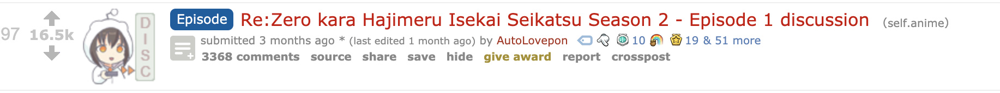 97
16.5k
DISC
Episode Re:Zero kara Hajimeru Isekai Seikatsu Season 2 - Episode 1 discussion (self.anime)
submitted 3 months ago * (last edited 1 month ago) by AutoLovepon 10 19 & 51 more
3368 comments source share save hide give award report crosspost